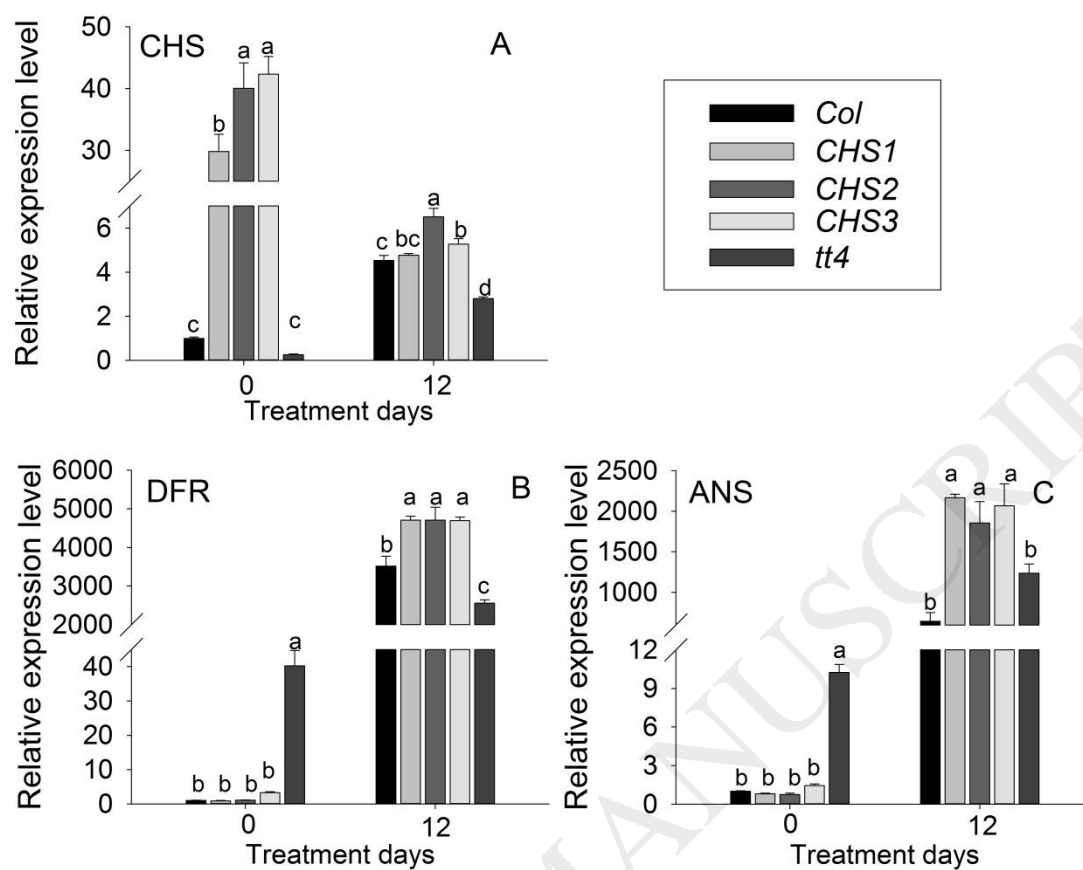 CHS
A
Relative expression level
50
40
30
6
4
2
0
b
a
a
c
c
c
bc
a
b
d
0
12
Treatment days
Col
CHS1
CHS2
CHS3
tt4
DFR
B
Relative expression level
6000
5000
4000
3000
2000
40
30
20
10
0
b
b
b
b
a
b
a
a
a
c
0
12
Treatment days
ANS
C
Relative expression level
2500
2000
1500
1000
12
9
6
3
0
b
b
b
b
a
b
a
a
a
b
0
12
Treatment days
MANUSCRIPT